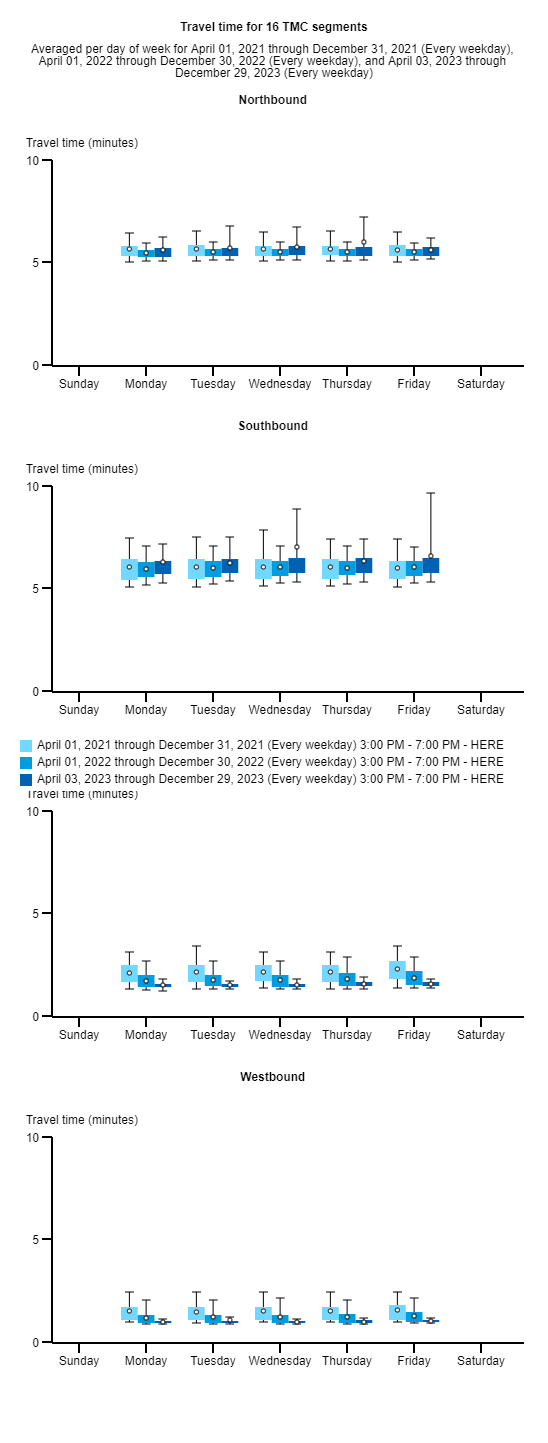 Travel time for 16 TMC segments
Averaged per day of week for April 01, 2021 through December 31, 2021 (Every weekday),
April 01, 2022 through December 30, 2022 (Every weekday), and April 03, 2023 through
December 29, 2023 (Every weekday)
Northbound
Travel time (minutes)
10
5
0
Sunday Monday Tuesday Wednesday Thursday Friday Saturday
Southbound
Travel time (minutes)
10
5
0
Sunday Monday Tuesday Wednesday Thursday Friday Saturday
April 01, 2021 through December 31, 2021 (Every weekday) 3:00 PM - 7:00 PM - HERE
April 01, 2022 through December 30, 2022 (Every weekday) 3:00 PM - 7:00 PM - HERE
April 03, 2023 through December 29, 2023 (Every weekday) 3:00 PM - 7:00 PM - HERE
Travel time (minutes)
10
5
0
Sunday Monday Tuesday Wednesday Thursday Friday Saturday
Westbound
Travel time (minutes)
10
5
0
Sunday Monday Tuesday Wednesday Thursday Friday Saturday